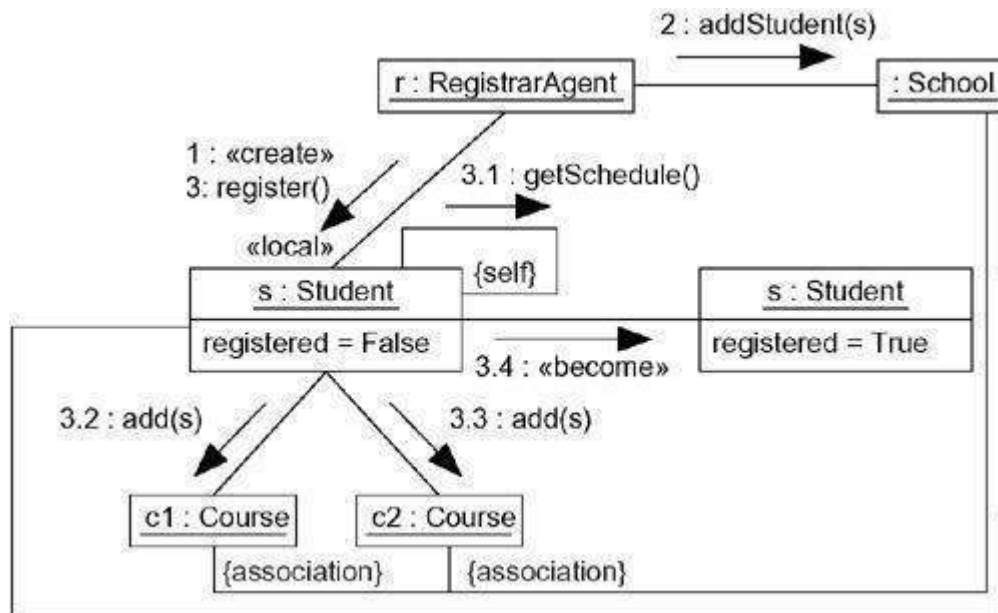 2 : addStudent(s)
r : RegistrarAgent
: School
1 : «create»
3: register()
3.1 : getSchedule()
«local»
{self}
s : Student
registered = False
s : Student
registered = True
3.4 : «become»
3.2 : add(s)
3.3 : add(s)
c1 : Course
c2 : Course
{association}
{association}